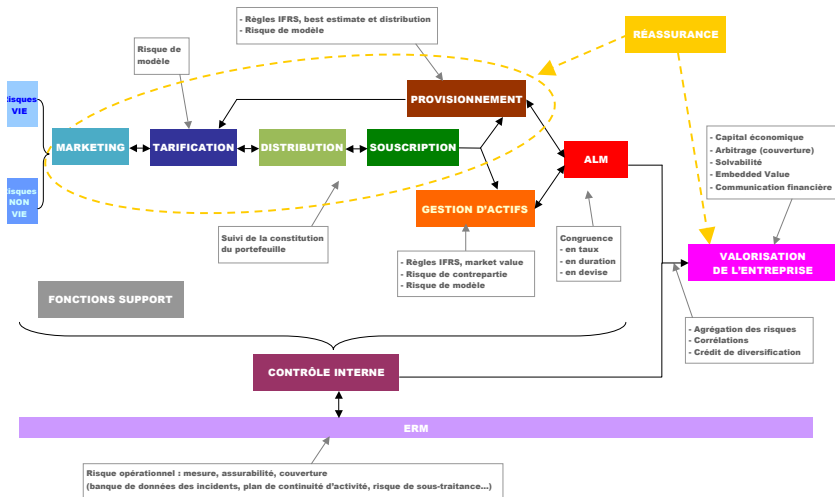 - Règles IFRS, best estimate et distribution
- Risque de modèle
RÉASSURANCE
Risque de
modèle
Risques
VIE
PROVISIONNEMENT
MARKETING
TARIFICATION
DISTRIBUTION
SOUSCRIPTION
ALM
- Capital économique
- Arbitrage (couverture)
- Solvabilité
- Embedded Value
- Communication financière
Risques
NON
VIE
GESTION D'ACTIFS
Suivi de la constitution
du portefeuille
- Règles IFRS, market value
- Risque de contrepartie
- Risque de modèle
Congruence
- en taux
- en duration
- en devise
VALORISATION
DE L'ENTREPRISE
FONCTIONS SUPPORT
- Agrégation des risques
- Corrélations
- Crédit de diversification
CONTRÔLE INTERNE
ERM
Risque opérationnel : mesure, assurabilité, couverture
(banque de données des incidents, plan de continuité d'activité, risque de sous-traitance...)